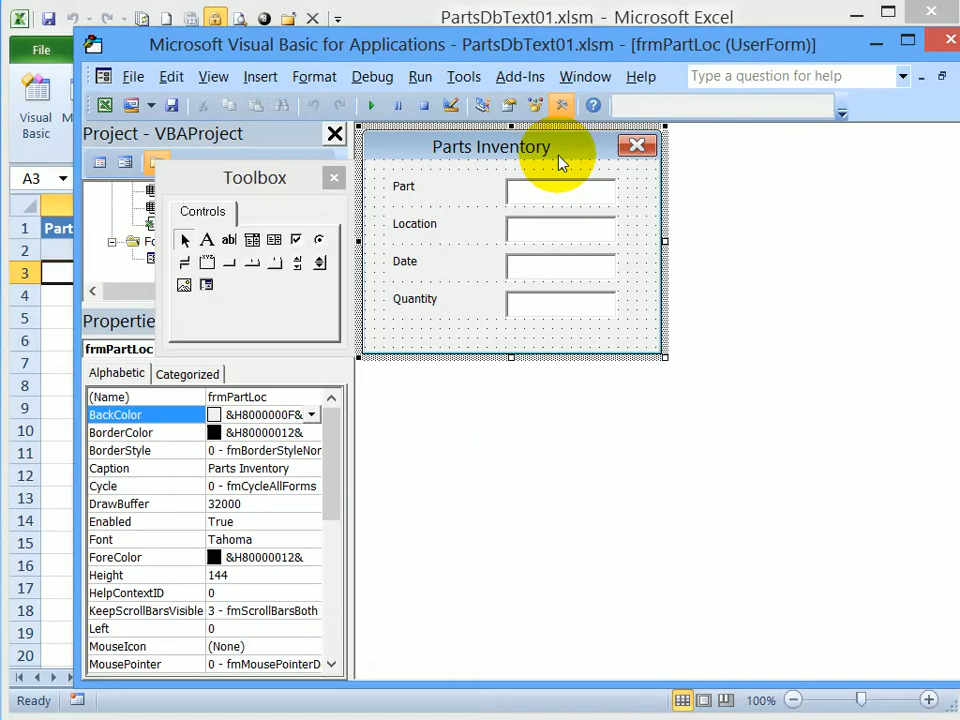 PartsDbText01.xlsm - Microsoft Excel
File
Microsoft Visual Basic for Applications - PartsDbText01.xlsm - [frmPartLoc (UserForm)]
File Edit View Insert Format Debug Run Tools Add-Ins Window Help
Type a question for help
Visual
Basic
Project - VBAProject
Toolbox
Controls
A
ab|
A3
Parts Inventory
Part
Location
Date
Quantity
1 Part
2
3
5
6
7
8
9
10
11
12
13
14
15
16
17
18
19
20
Properties
frmPartLoc
Alphabetic Categorized
(Name) frmPartLoc
BackColor &H8000000F&
BorderColor &H80000012&
BorderStyle 0 - fmBorderStyleNor
Caption Parts Inventory
Cycle 0 - fmCycleAllForms
DrawBuffer 32000
Enabled True
Font Tahoma
ForeColor &H80000012&
Height 144
HelpContextID 0
KeepScrollBarsVisible 3 - fmScrollBarsBoth
Left 0
MouseIcon (None)
MousePointer 0 - fmMousePointerD
Ready
100%